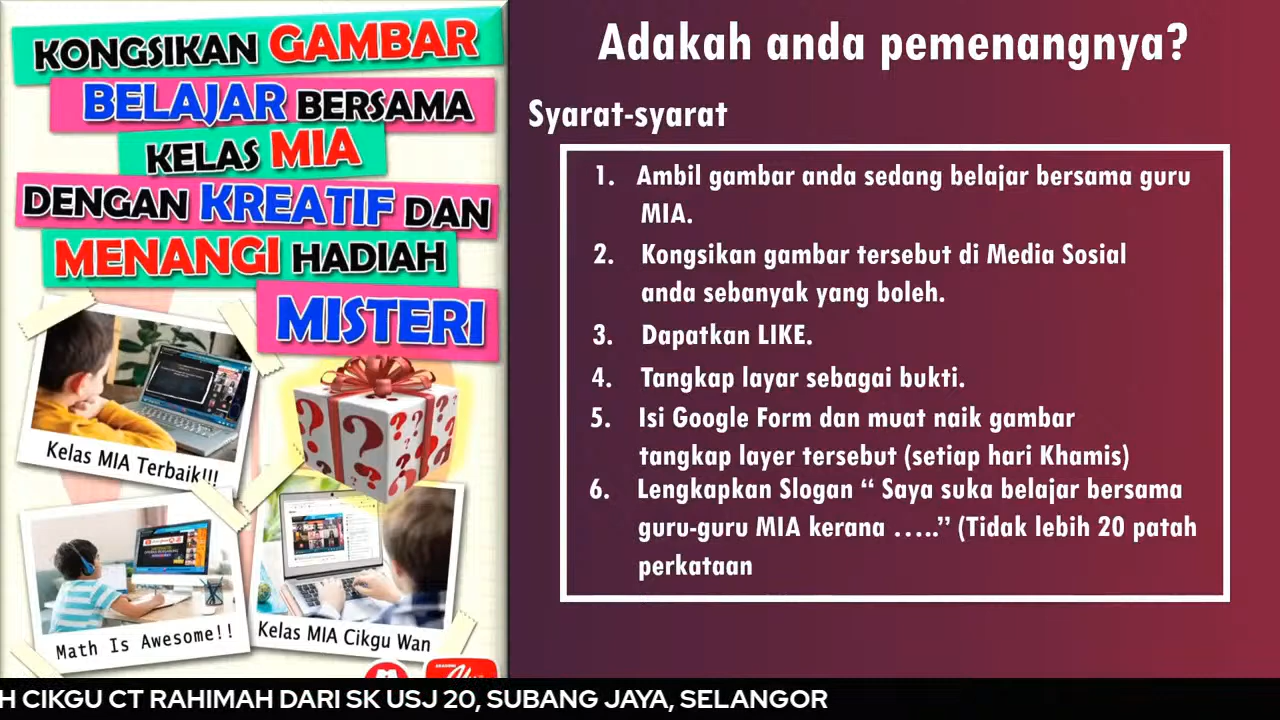 KONGSIKAN GAMBAR
BELAJAR BERSAMA
KELAS MIA
DENGAN KREATIF DAN
MENANGI HADIAH
MISTERI
Kelas MIA Terbaik!!!
Math Is Awesome!!
Kelas MIA Cikgu Wan
Adakah anda pemenangnya?
Syarat-syarat
1. Ambil gambar anda sedang belajar bersama guru
MIA.
2. Kongsikan gambar tersebut di Media Sosial
anda sebanyak yang boleh.
3. Dapatkan LIKE.
4. Tangkap layar sebagai bukti.
5. Isi Google Form dan muat naik gambar
tangkap layer tersebut (setiap hari Khamis)
6. Lengkapkan Slogan “ Saya suka belajar bersama
guru-guru MIA kerana …..” (Tidak lebih 20 patah
perkataan
H CIKGU CT RAHIMAH DARI SK USJ 20, SUBANG JAYA, SELANGOR